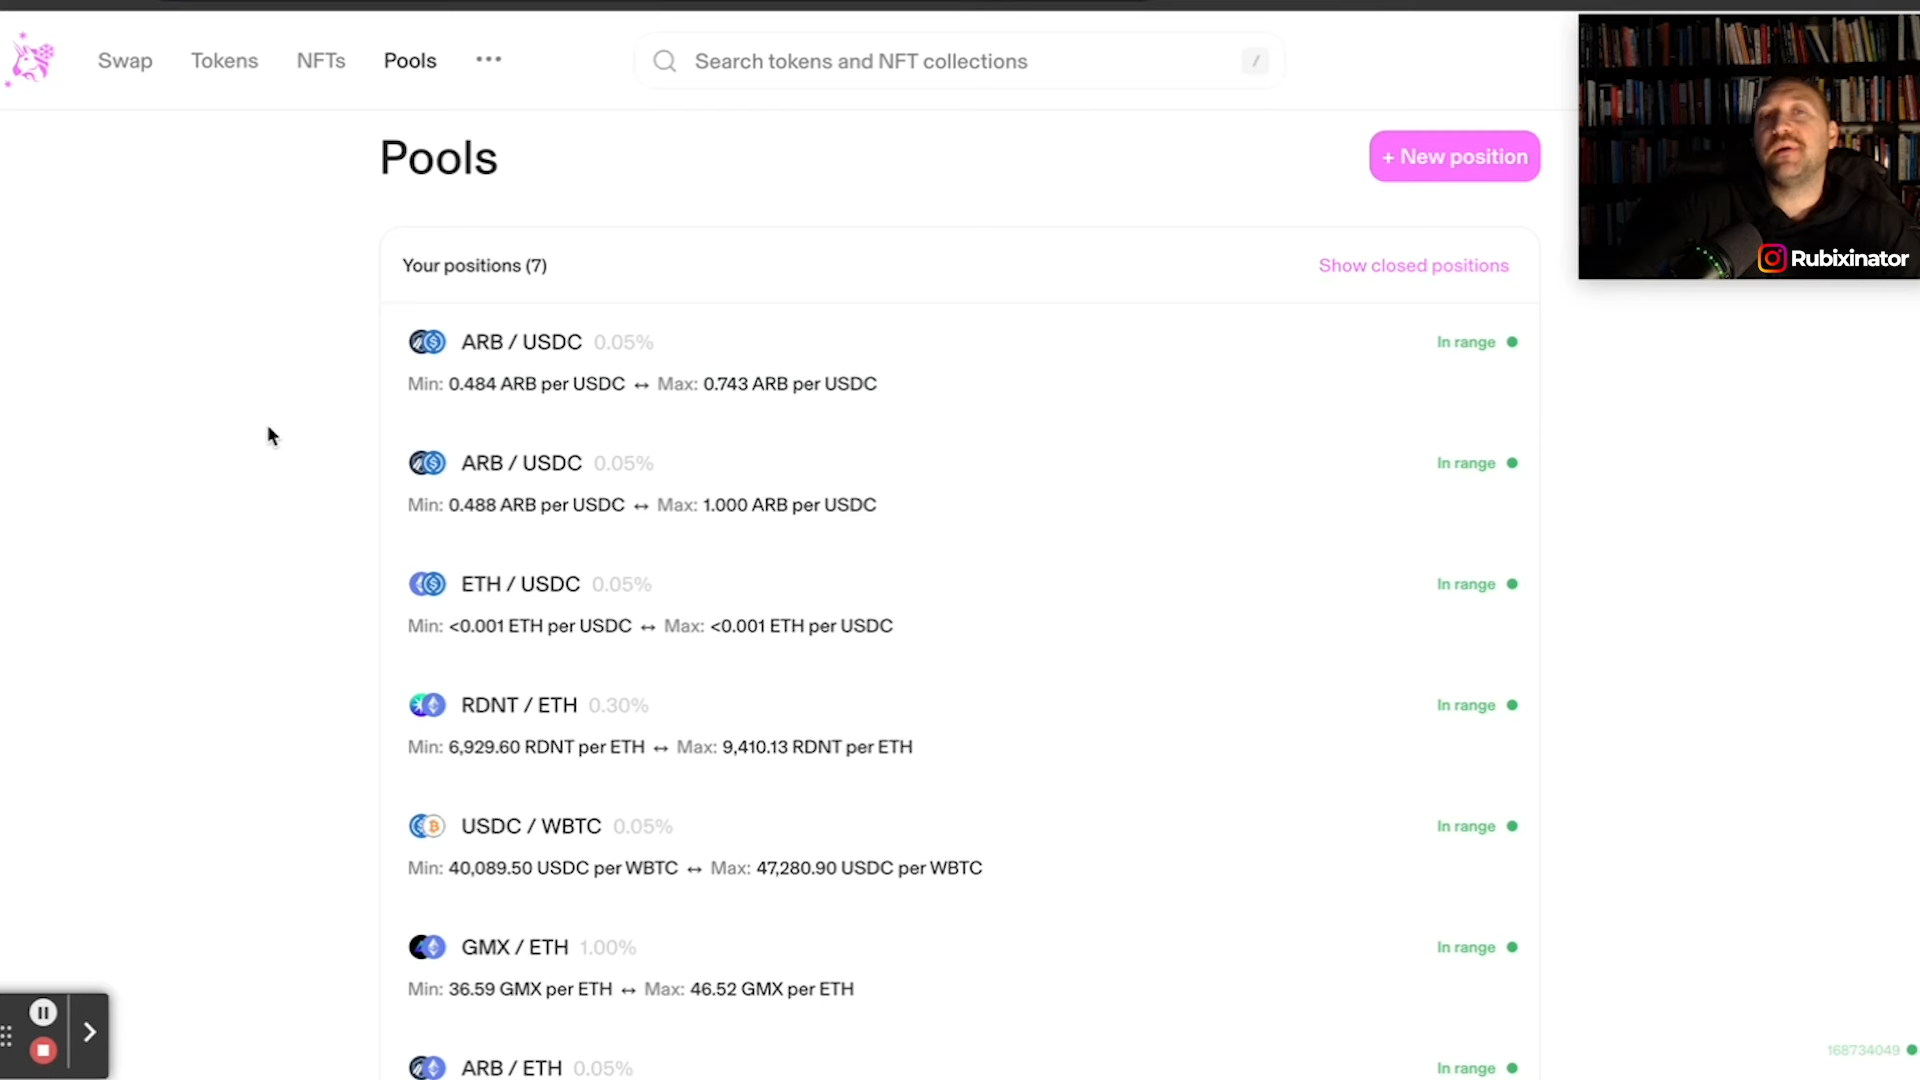 Swap Tokens NFTs Pools
Search tokens and NFT collections /
Pools
+ New position
Rubixinator
Your positions (7)
Show closed positions
ARB / USDC 0.05%
In range
Min: 0.484 ARB per USDC ↔ Max: 0.743 ARB per USDC
ARB / USDC 0.05%
In range
Min: 0.488 ARB per USDC ↔ Max: 1.000 ARB per USDC
ETH / USDC 0.05%
In range
Min: <0.001 ETH per USDC ↔ Max: <0.001 ETH per USDC
RDNT / ETH 0.30%
In range
Min: 6,929.60 RDNT per ETH ↔ Max: 9,410.13 RDNT per ETH
USDC / WBTC 0.05%
In range
Min: 40,089.50 USDC per WBTC ↔ Max: 47,280.90 USDC per WBTC
GMX / ETH 1.00%
In range
Min: 36.59 GMX per ETH ↔ Max: 46.52 GMX per ETH
ARB / ETH 0.05%
In range
168734049